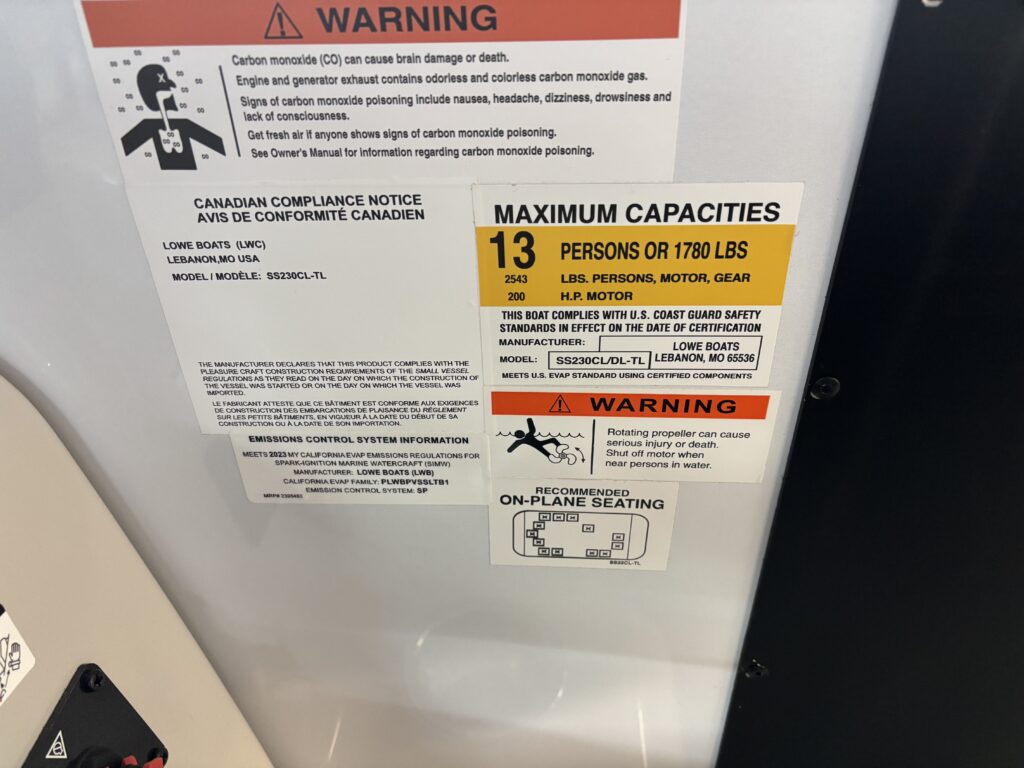 WARNING
Carbon monoxide (CO) can cause brain damage or death.
Engine and generator exhaust contains odorless and colorless carbon monoxide gas.
Signs of carbon monoxide poisoning include nausea, headache, dizziness, drowsiness and
lack of consciousness.
Get fresh air if anyone shows signs of carbon monoxide poisoning.
See Owner's Manual for information regarding carbon monoxide poisoning.
CANADIAN COMPLIANCE NOTICE
AVIS DE CONFORMITÉ CANADIEN
LOWE BOATS (LWC)
LEBANON,MO USA
MODEL / MODÈLE: SS230CL-TL
THE MANUFACTURER DECLARES THAT THIS PRODUCT COMPLIES WITH THE
PLEASURE CRAFT CONSTRUCTION REQUIREMENTS OF THE SMALL VESSEL
REGULATIONS AS THEY READ ON THE DAY ON WHICH THE CONSTRUCTION OF
THE VESSEL WAS STARTED OR ON THE DAY ON WHICH THE VESSEL WAS
IMPORTED.
LE FABRICANT ATTESTE QUE CE BÂTIMENT EST CONFORME AUX EXIGENCES
DE CONSTRUCTION DES EMBARCATIONS DE PLAISANCE DU RÈGLEMENT
SUR LES PETITS BÂTIMENTS, EN VIGUEUR À LA DATE DU DÉBUT DE SA
CONSTRUCTION OU À LA DATE DE SON IMPORTATION.
EMISSIONS CONTROL SYSTEM INFORMATION
MEETS 2023 MY CALIFORNIA EVAP EMISSIONS REGULATIONS FOR
SPARK-IGNITION MARINE WATERCRAFT (SIMW)
MANUFACTURER: LOWE BOATS (LWB)
CALIFORNIA EVAP FAMILY: PLWBPVSSLTB1
EMISSION CONTROL SYSTEM: SP
MRP#
MAXIMUM CAPACITIES
13 PERSONS OR 1780 LBS
2543 LBS. PERSONS, MOTOR, GEAR
200 H.P. MOTOR
THIS BOAT COMPLIES WITH U.S. COAST GUARD SAFETY
STANDARDS IN EFFECT ON THE DATE OF CERTIFICATION
MANUFACTURER: LOWE BOATS
MODEL: SS230CL/DL-TL LEBANON, MO 65536
MEETS U.S. EVAP STANDARD USING CERTIFIED COMPONENTS
WARNING
Rotating propeller can cause
serious injury or death.
Shut off motor when
near persons in water.
RECOMMENDED
ON-PLANE SEATING